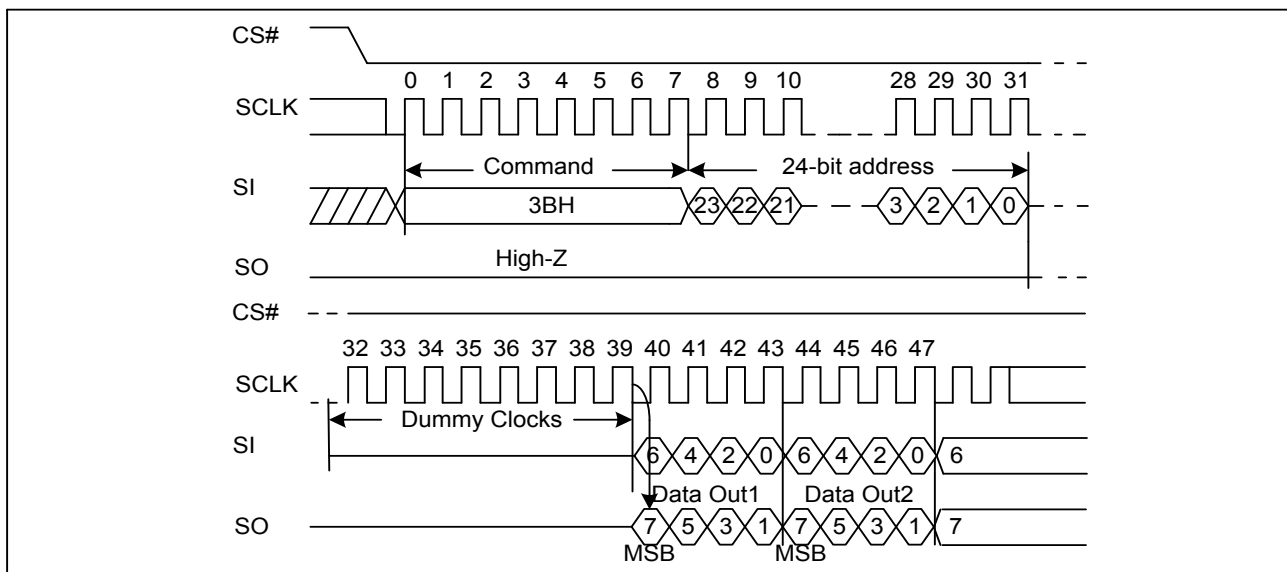 CS#
0 1 2 3 4 5 6 7 8 9 10 28 29 30 31
SCLK
Command 24-bit address
SI
3BH 23 22 21 3 2 1 0
High-Z
SO
CS#
32 33 34 35 36 37 38 39 40 41 42 43 44 45 46 47
SCLK
Dummy Clocks
SI
6 4 2 0 6 4 2 0 6
Data Out1 Data Out2
SO
7 5 3 1 7 5 3 1 7
MSB MSB